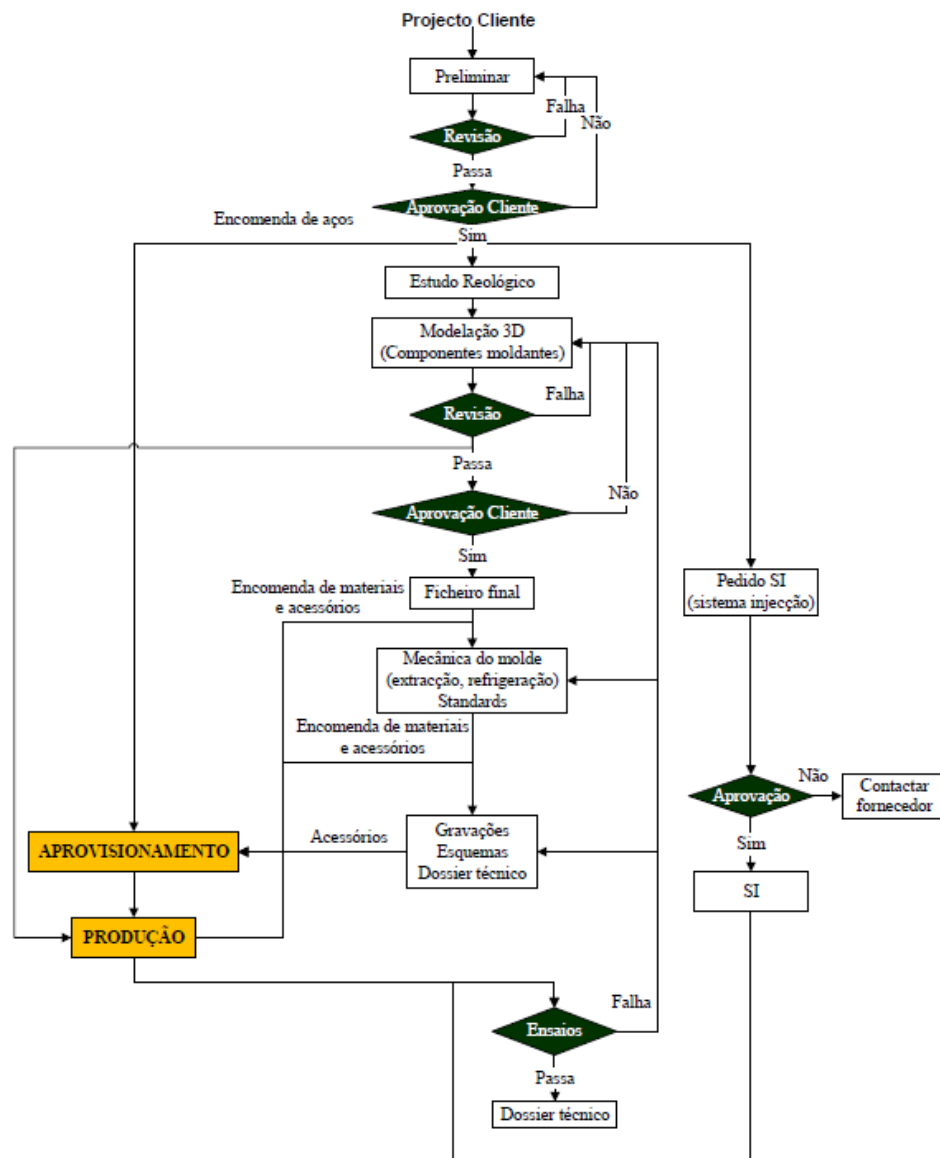 Projecto Cliente
Preliminar
Falha
Não
Revisão
Passa
Aprovação Cliente
Encomenda de aços
Sim
Estudo Reológico
Modelação 3D
(Componentes moldantes)
Falha
Revisão
Passa
Não
Aprovação Cliente
Sim
Encomenda de materiais
e acessórios
Ficheiro final
Pedido SI
(sistema injecção)
Mecânica do molde
(extracção, refrigeração)
Standards
Encomenda de materiais
e acessórios
Não
Aprovação
Contactar
fornecedor
Gravações
Esquemas
Dossier técnico
Acessórios
APROVISIONAMENTO
Sim
SI
PRODUÇÃO
Falha
Ensaios
Passa
Dossier técnico